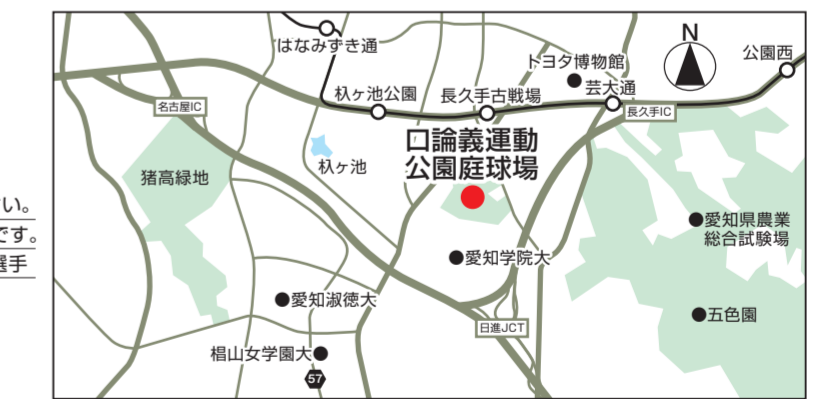 はなみずき通
トヨタ博物館
N
公園西
杁ヶ池公園
長久手古戦場
芸大通
名古屋IC
長久手IC
口論義運動
公園庭球場
杁ヶ池
猪高緑地
い。
です。
選手
愛知県農業
総合試験場
愛知学院大
愛知淑徳大
五色園
日進JCT
椙山女学園大
57